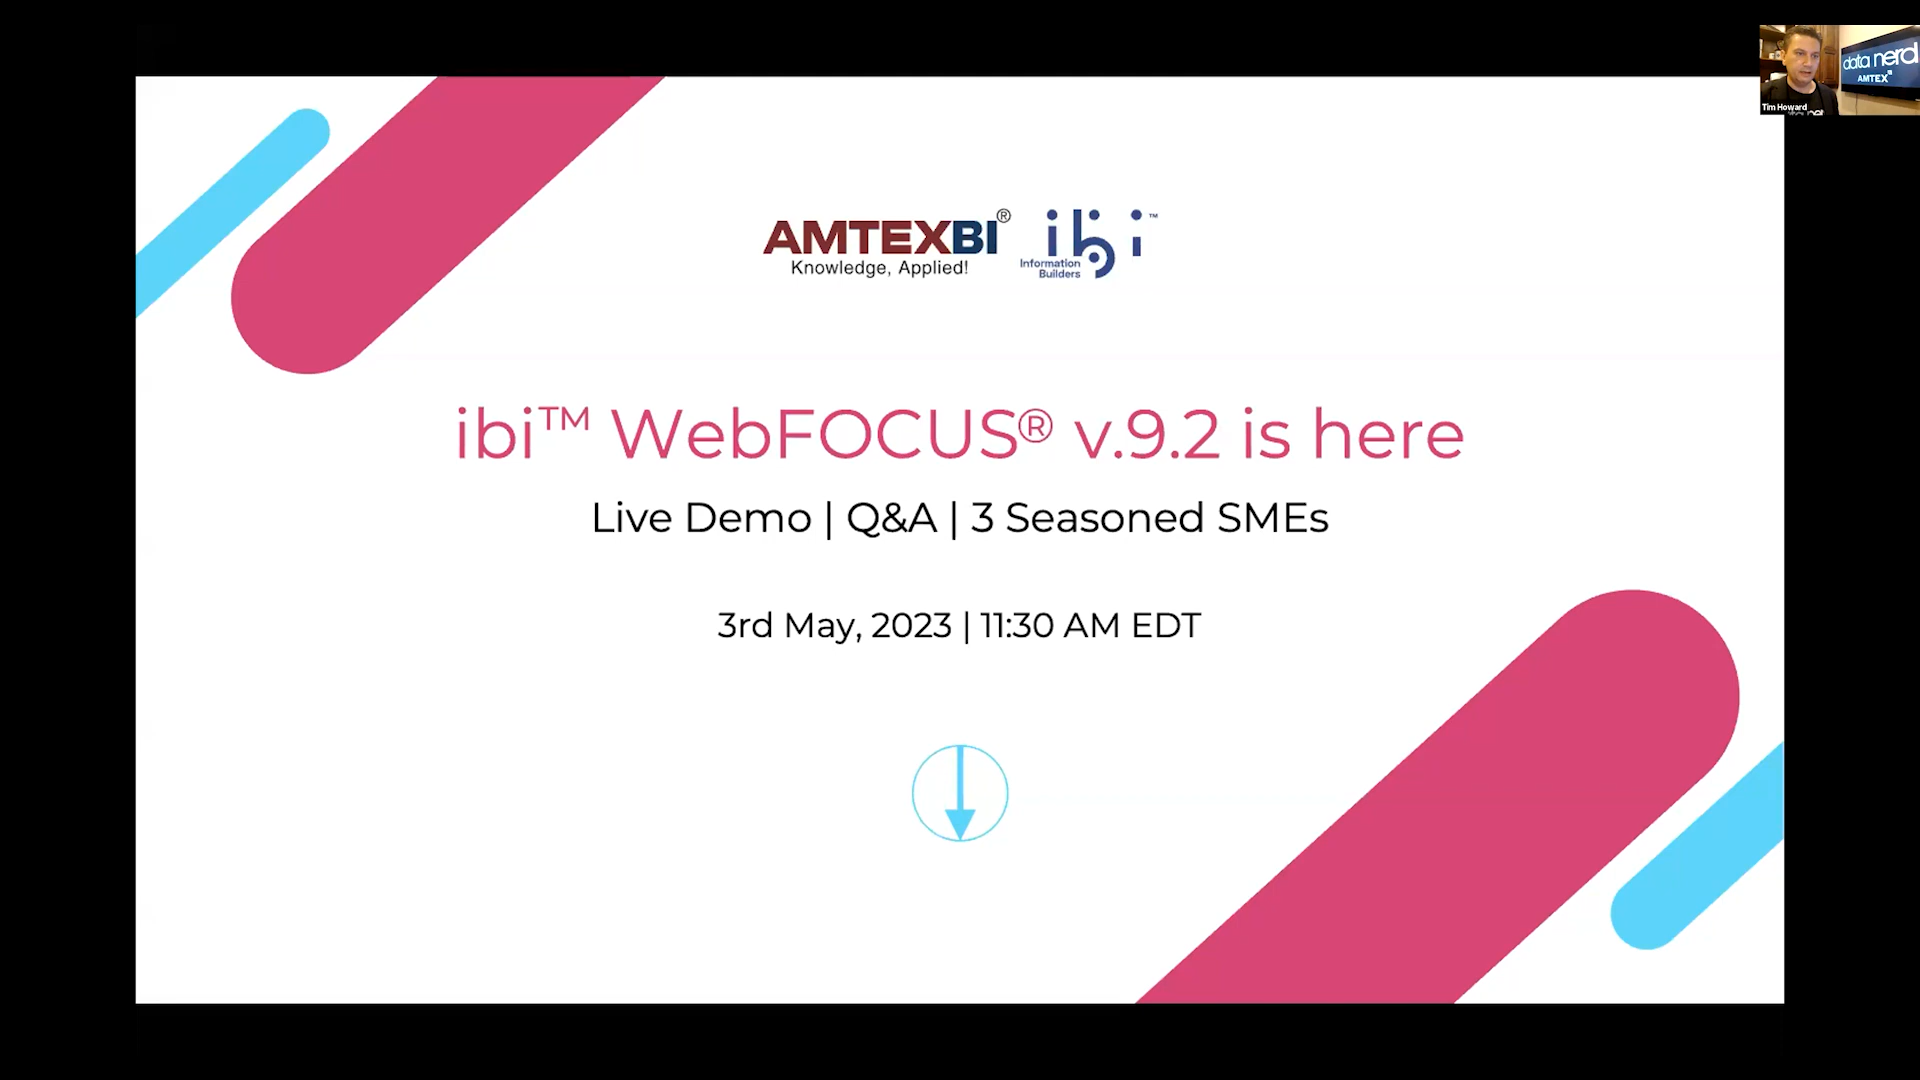 data nerd
AMTEX
Tim Howard
AMTEXBI®
Knowledge, Applied!
ibi™
Information
Builders
ibi™ WebFOCUS® v.9.2 is here
Live Demo | Q&A | 3 Seasoned SMEs
3rd May, 2023 | 11:30 AM EDT